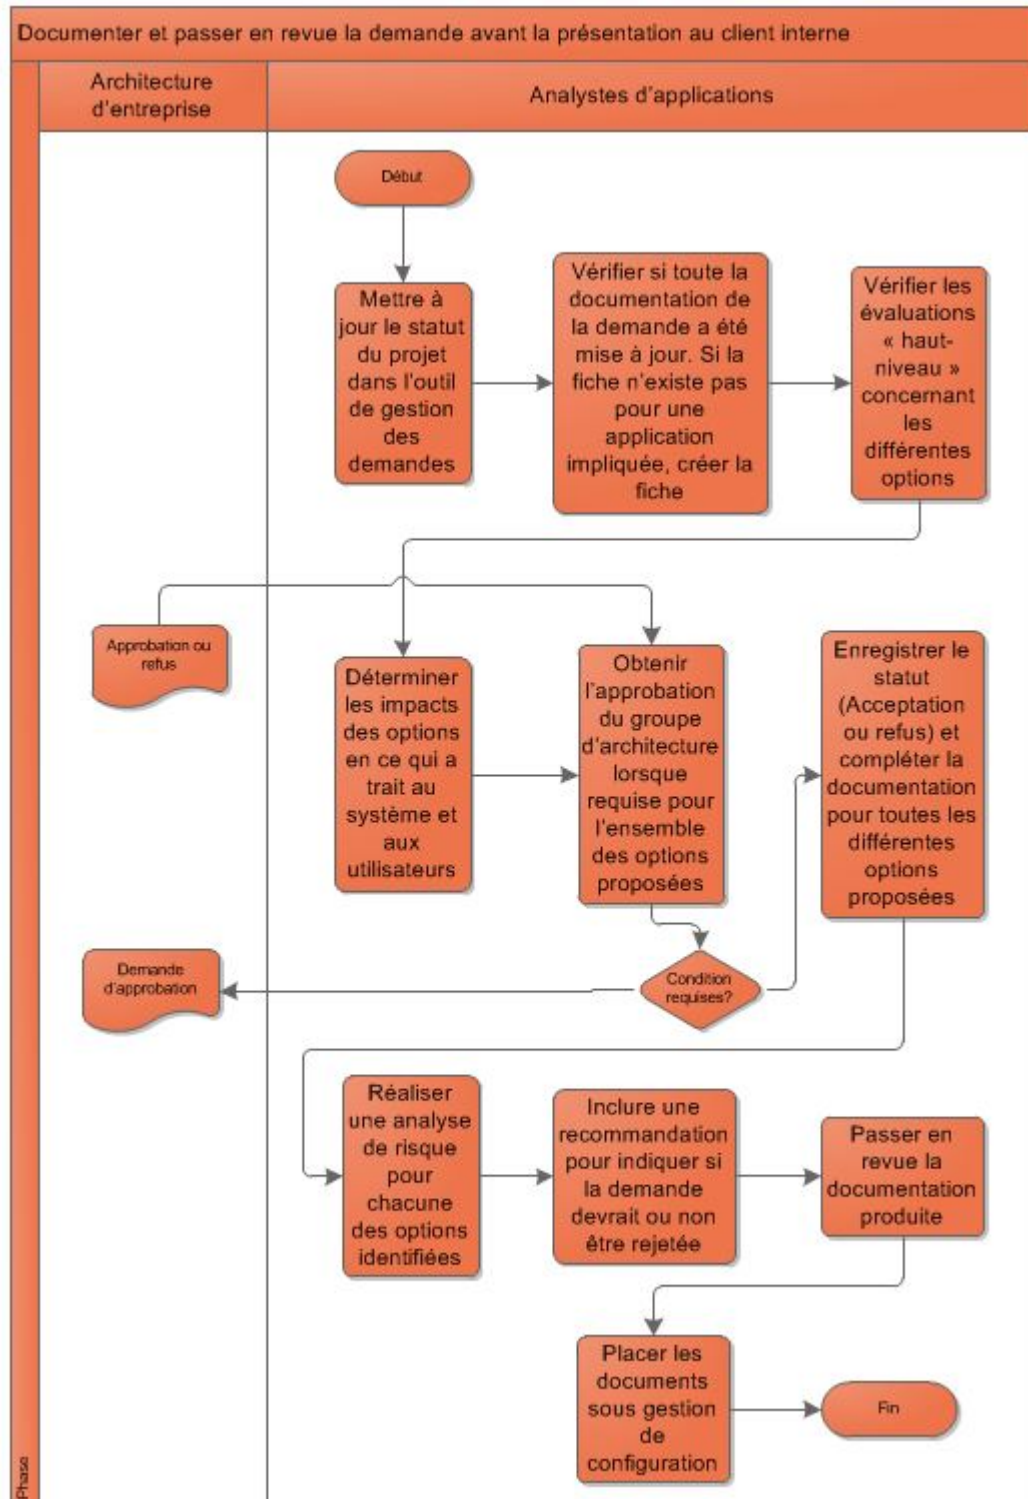 Documenter et passer en revue la demande avant la présentation au client interne
Architecture
d'entreprise
Analystes d'applications
Début
Mettre à
jour le statut
du projet
dans l'outil
de gestion
des
demandes
Vérifier si toute la
documentation de
la demande a été
mise à jour. Si la
fiche n'existe pas
pour une
application
impliquée, créer la
fiche
Vérifier les
évaluations
« haut-
niveau »
concernant
les
différentes
options
Approbation ou
refus
Déterminer
les impacts
des options
en ce qui a
trait au
système et
aux
utilisateurs
Obtenir
l'approbation
du groupe
d'architecture
lorsque
requise pour
l'ensemble
des options
proposées
Enregistrer le
statut
(Acceptation
ou refus) et
compléter la
documentation
pour toutes les
différentes
options
proposées
Demande
d'approbation
Condition
requises?
Réaliser
une analyse
de risque
pour
chacune
des options
identifiées
Inclure une
recommandation
pour indiquer si
la demande
devrait ou non
être rejetée
Passer en
revue la
documentation
produite
Placer les
documents
sous gestion
de
configuration
Fin
Phase